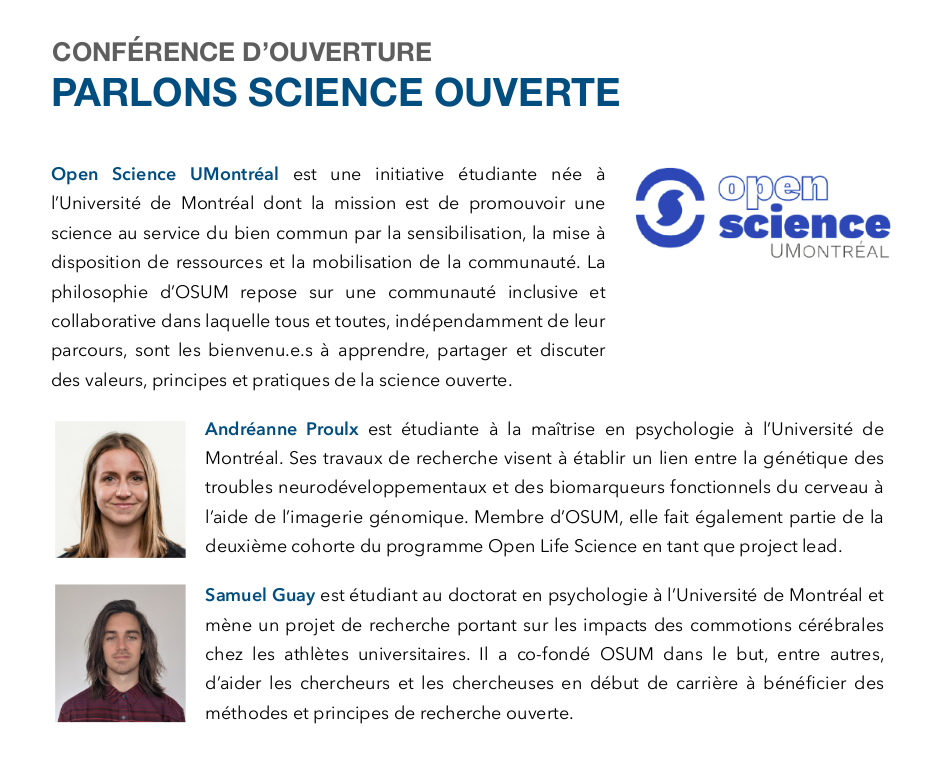 CONFÉRENCE D’OUVERTURE
PARLONS SCIENCE OUVERTE
Open Science UMontréal est une initiative étudiante née à
l’Université de Montréal dont la mission est de promouvoir une
science au service du bien commun par la sensibilisation, la mise à
disposition de ressources et la mobilisation de la communauté. La
philosophie d’OSUM repose sur une communauté inclusive et
collaborative dans laquelle tous et toutes, indépendamment de leur
parcours, sont les bienvenu.e.s à apprendre, partager et discuter
des valeurs, principes et pratiques de la science ouverte.
open
science
UMONTRÉAL
Andréanne Proulx est étudiante à la maîtrise en psychologie à l’Université de
Montréal. Ses travaux de recherche visent à établir un lien entre la génétique des
troubles neurodéveloppementaux et des biomarqueurs fonctionnels du cerveau à
l’aide de l’imagerie génomique. Membre d’OSUM, elle fait également partie de la
deuxième cohorte du programme Open Life Science en tant que project lead.
Samuel Guay est étudiant au doctorat en psychologie à l’Université de Montréal et
mène un projet de recherche portant sur les impacts des commotions cérébrales
chez les athlètes universitaires. Il a co-fondé OSUM dans le but, entre autres,
d’aider les chercheurs et les chercheuses en début de carrière à bénéficier des
méthodes et principes de recherche ouverte.